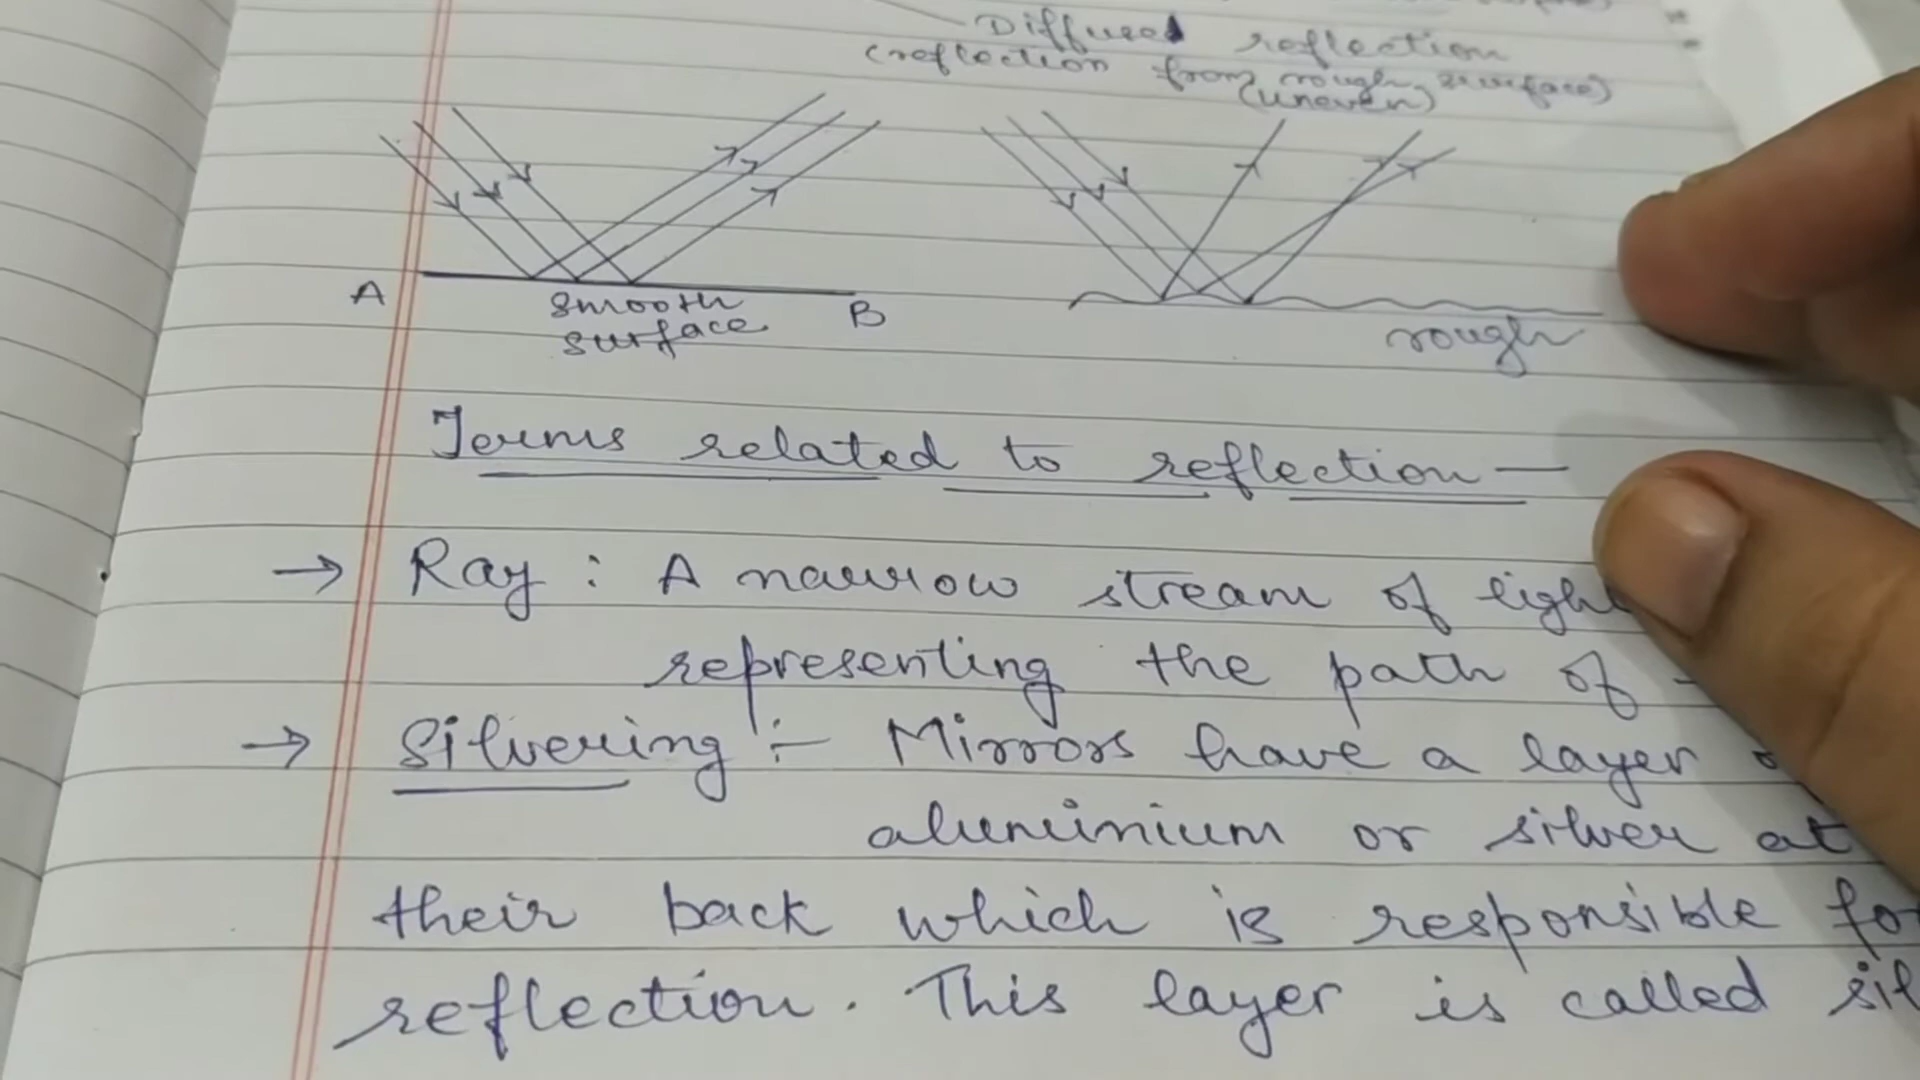 Diffused reflection
(reflection from rough surface)
(uneven)
A
smooth
surface
B
rough
Terms related to reflection —
→ Ray : A narrow stream of ligh
representing the path of
→ Silvering :- Mirrors have a layer
aluminium or silver at
their back which is responsible fo
reflection. This layer is called sil